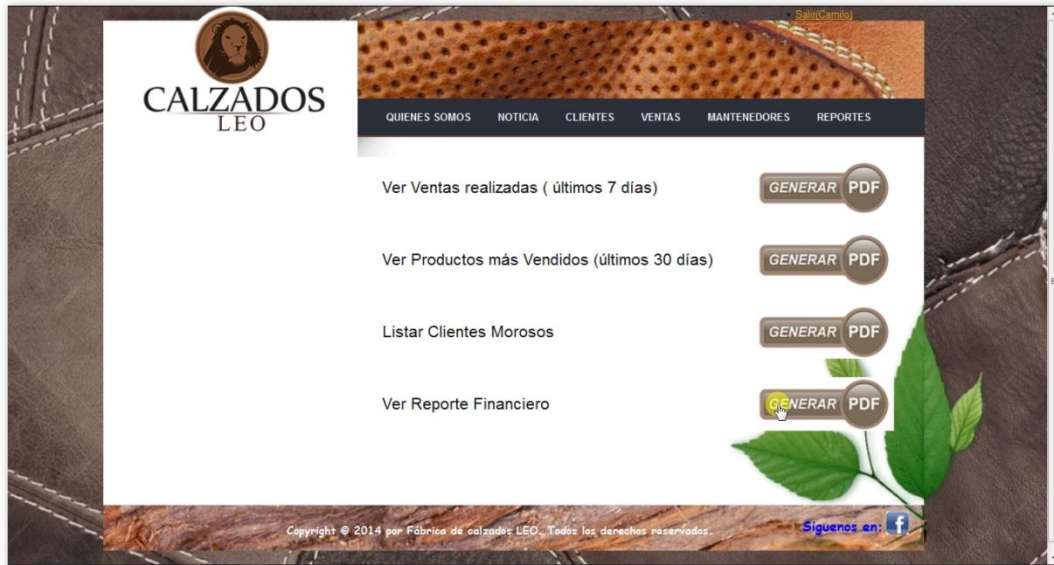 Salir(Camilo)
CALZADOS
LEO
QUIENES SOMOS NOTICIA CLIENTES VENTAS MANTENEDORES REPORTES
Ver Ventas realizadas ( últimos 7 días) GENERAR PDF
Ver Productos más Vendidos (últimos 30 días) GENERAR PDF
Listar Clientes Morosos GENERAR PDF
Ver Reporte Financiero GENERAR PDF
Copyright © 2014 por Fábrica de calzados LEO. Todos los derechos reservados. Siguenos en: f